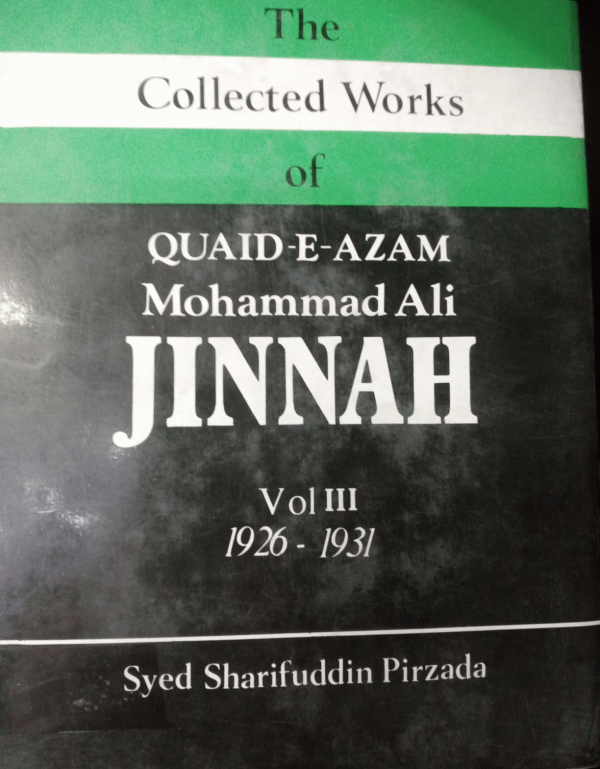 The
Collected Works
of
QUAID-E-AZAM
Mohammad Ali
JINNAH
Vol III
1926 - 1931
Syed Sharifuddin Pirzada